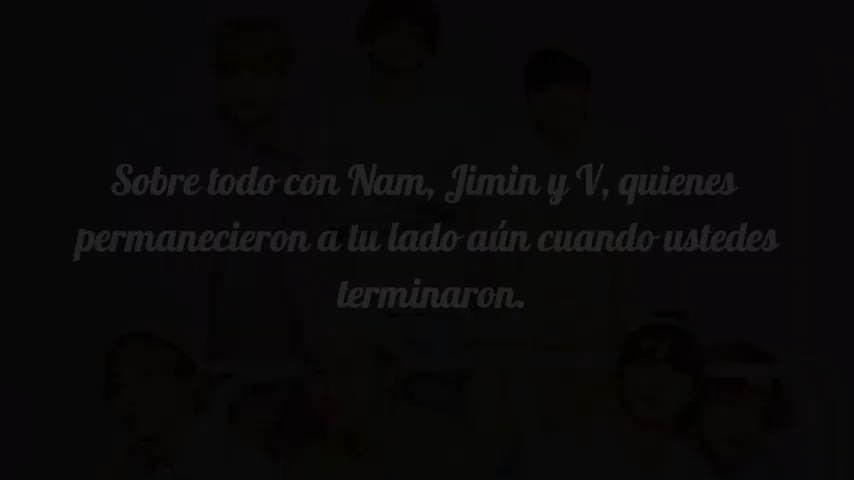 Sobre todo con Nam, Jimin y V, quienes
permanecieron a tu lado aún cuando ustedes
terminaron.